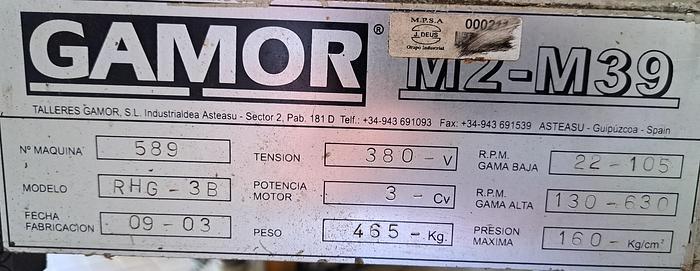 M.P.S.A
J. DEUS
Grupo Industrial
GAMOR®
M2-M39
TALLERES GAMOR, S.L. Industrialdea Asteasu - Sector 2, Pab. 181 D Telf.: +34-943 691093 Fax: +34-943 691539 ASTEASU - Guipúzcoa - Spain
Nº MAQUINA 589 TENSION 380-V R.P.M. GAMA BAJA 22-105
MODELO RHG-3B POTENCIA MOTOR 3-Cv R.P.M. GAMA ALTA 130-630
FECHA FABRICACION 09-03 PESO 465-Kg. PRESION MAXIMA 160-Kg/cm²